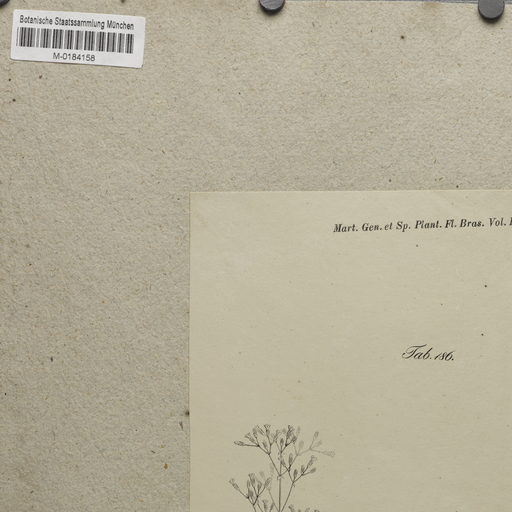 Botanische Staatssammlung München
M-0184158
Mart. Gen. et Sp. Plant. Fl. Bras. Vol.
Tab. 186.